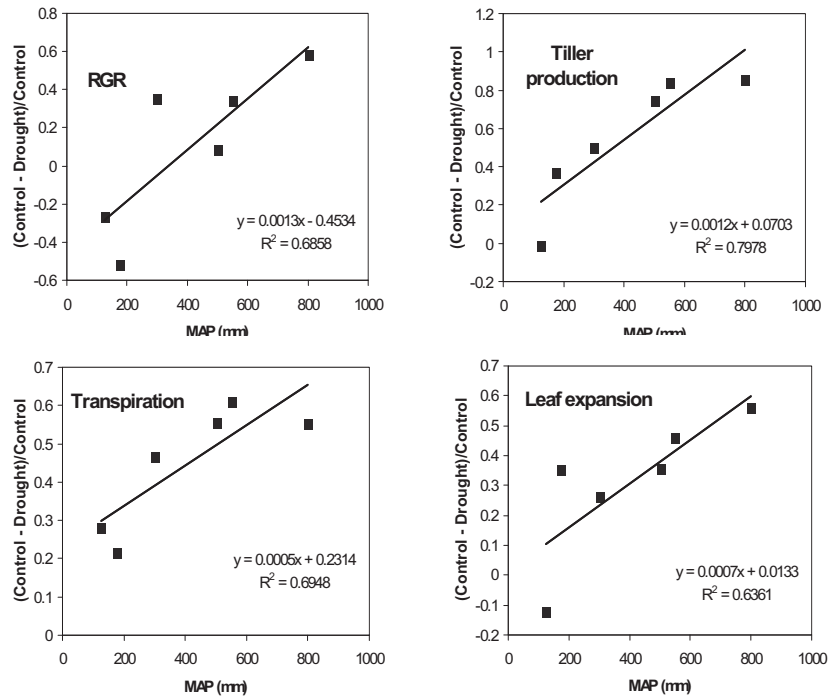 0.8
0.6
0.4
0.2
0
-0.2
-0.4
-0.6
(Control - Drought)/Control
RGR
y = 0.0013x - 0.4534
R² = 0.6858
0 200 400 600 800 1000
MAP (mm)
1.2
1
0.8
0.6
0.4
0.2
0
-0.2
(Control - Drought)/Control
Tiller
production
y = 0.0012x + 0.0703
R² = 0.7978
0 200 400 600 800 1000
MAP (mm)
0.7
0.6
0.5
0.4
0.3
0.2
0.1
0
(Control - Drought)/Control
Transpiration
y = 0.0005x + 0.2314
R² = 0.6948
0 200 400 600 800 1000
MAP (mm)
0.7
0.6
0.5
0.4
0.3
0.2
0.1
0
-0.1
-0.2
(Control - Drought)/Control
Leaf expansion
y = 0.0007x + 0.0133
R² = 0.6361
0 200 400 600 800 1000
MAP (mm)